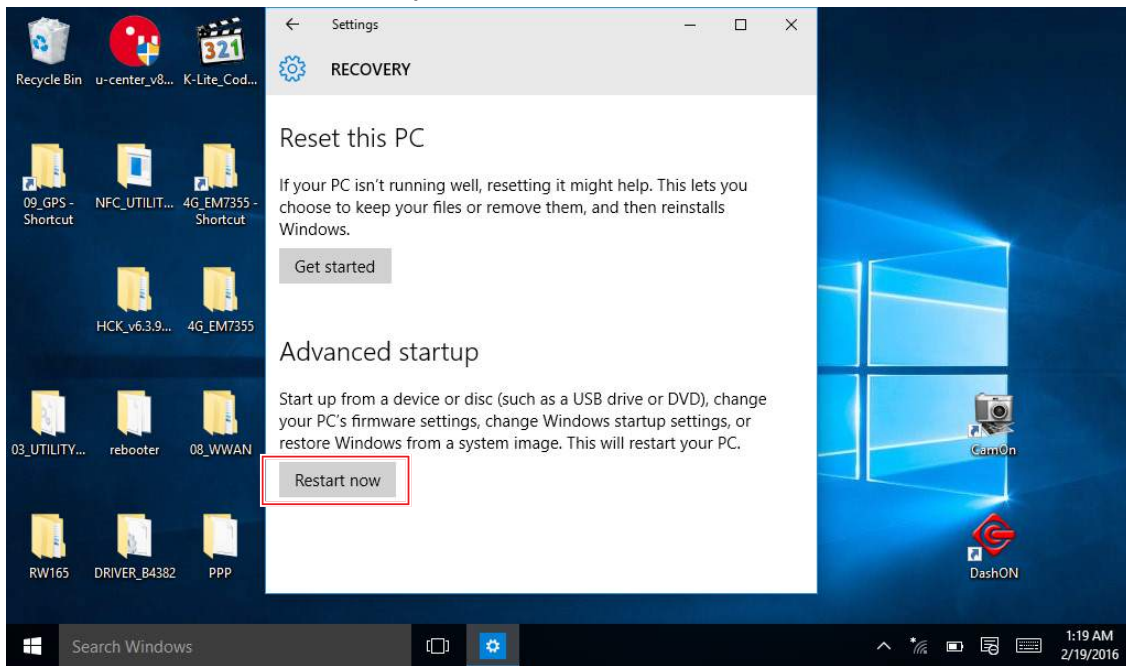 Settings
RECOVERY
Reset this PC
If your PC isn't running well, resetting it might help. This lets you
choose to keep your files or remove them, and then reinstalls
Windows.
Get started
Advanced startup
Start up from a device or disc (such as a USB drive or DVD), change
your PC's firmware settings, change Windows startup settings, or
restore Windows from a system image. This will restart your PC.
Restart now
Recycle Bin
u-center_v8...
321
K-Lite_Cod...
09_GPS -
Shortcut
NFC_UTILIT...
4G_EM7355 -
Shortcut
HCK_v6.3.9...
4G_EM7355
03_UTILITY...
rebooter
08_WWAN
RW165
DRIVER_B4382
PPP
CamOn
DashON
Search Windows
1:19 AM
2/19/2016